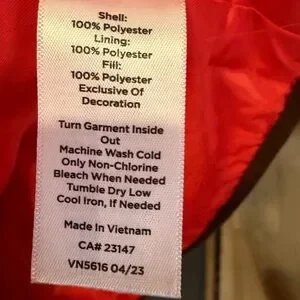 Shell:
100% Polyester
Lining:
100% Polyester
Fill:
100% Polyester
Exclusive Of
Decoration
Turn Garment Inside
Out
Machine Wash Cold
Only Non-Chlorine
Bleach When Needed
Tumble Dry Low
Cool Iron, If Needed
Made In Vietnam
CA# 23147
VN5616 04/23